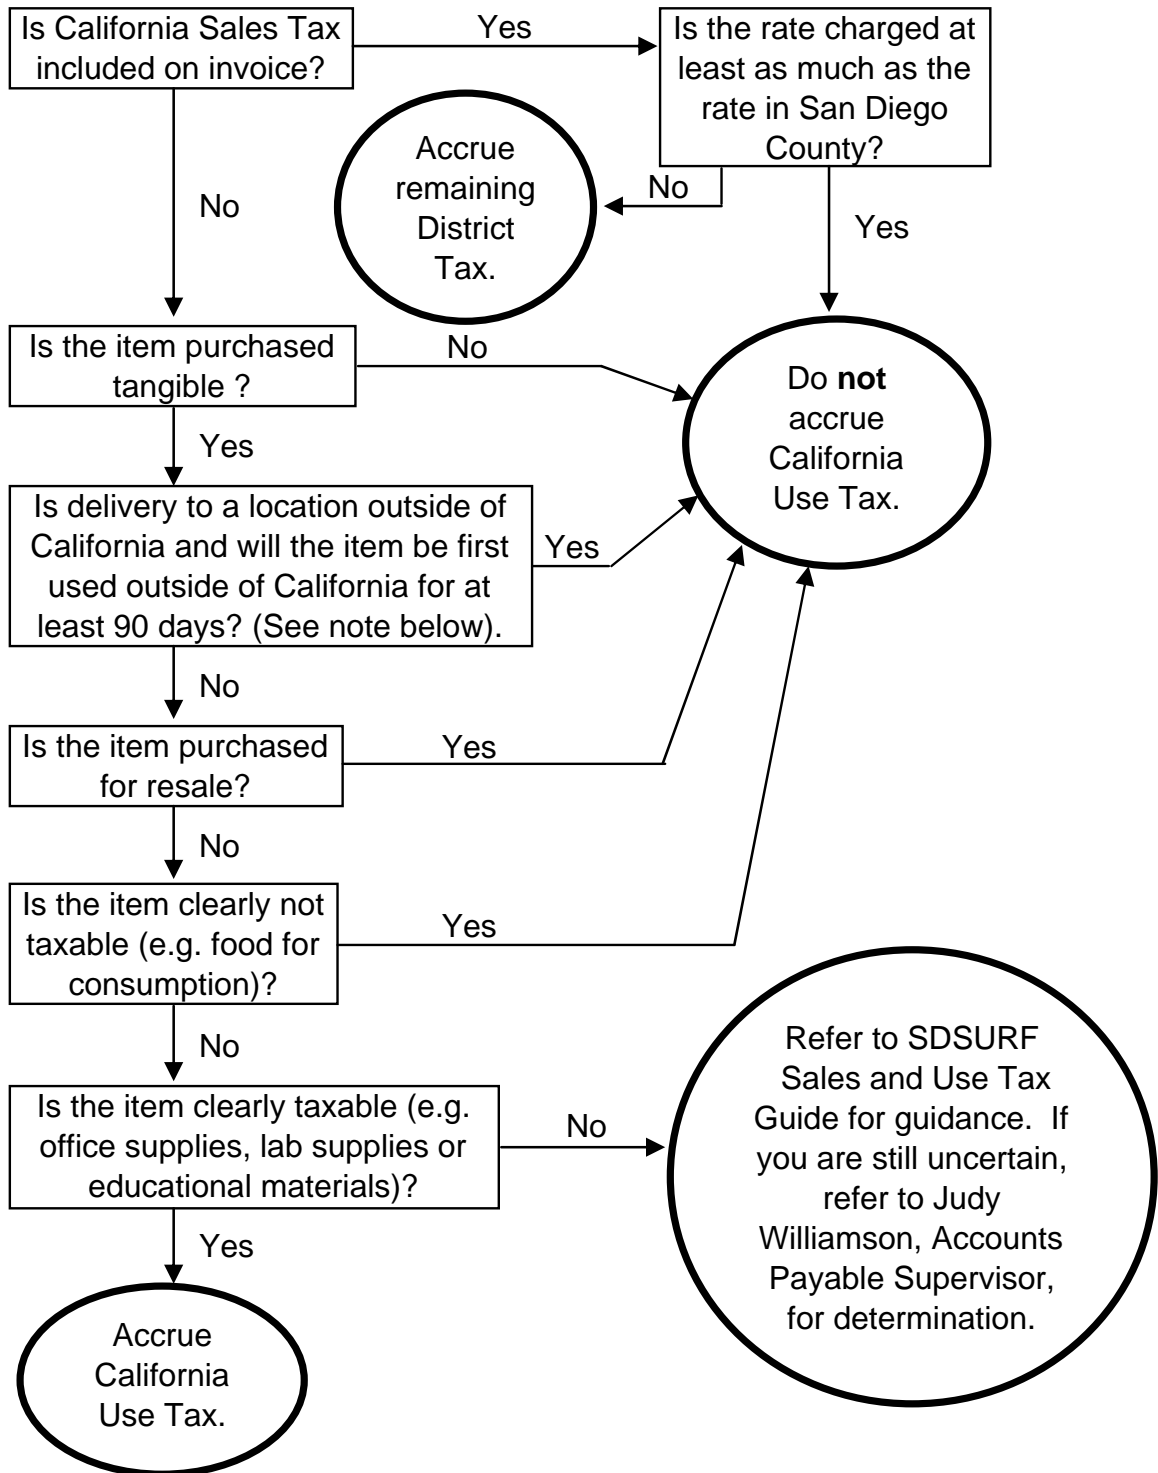 Is California Sales Tax
included on invoice?
Yes
Is the rate charged at
least as much as the
rate in San Diego
County?
No
Accrue
remaining
District
Tax.
No
Yes
Is the item purchased
tangible ?
No
Do not
accrue
California
Use Tax.
Yes
Is delivery to a location outside of
California and will the item be first
used outside of California for at
least 90 days? (See note below).
Yes
No
Is the item purchased
for resale?
Yes
No
Is the item clearly not
taxable (e.g. food for
consumption)?
Yes
No
Is the item clearly taxable (e.g.
office supplies, lab supplies or
educational materials)?
No
Refer to SDSURF
Sales and Use Tax
Guide for guidance.  If
you are still uncertain,
refer to Judy
Williamson, Accounts
Payable Supervisor,
for determination.
Yes
Accrue
California
Use Tax.